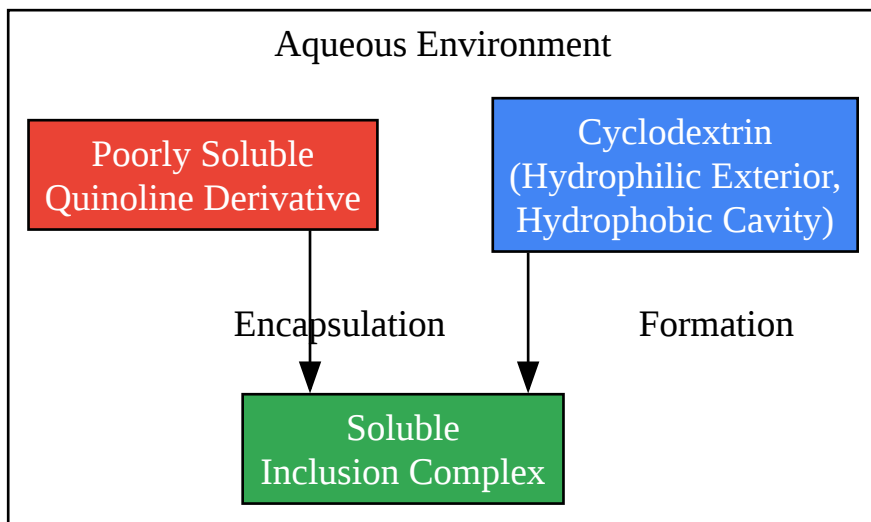 Aqueous Environment
Poorly Soluble
Quinoline Derivative
Cyclodextrin
(Hydrophilic Exterior,
Hydrophobic Cavity)
Encapsulation
Formation
Soluble
Inclusion Complex